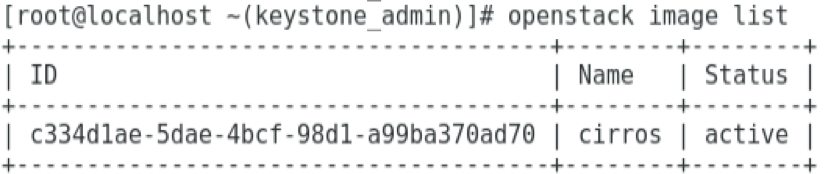 [root@localhost ~(keystone_admin)]# openstack image list
+--------------------------------------+--------+--------+
| ID                                   | Name   | Status |
+--------------------------------------+--------+--------+
| c334d1ae-5dae-4bcf-98d1-a99ba370ad70 | cirros | active |
+--------------------------------------+--------+--------+